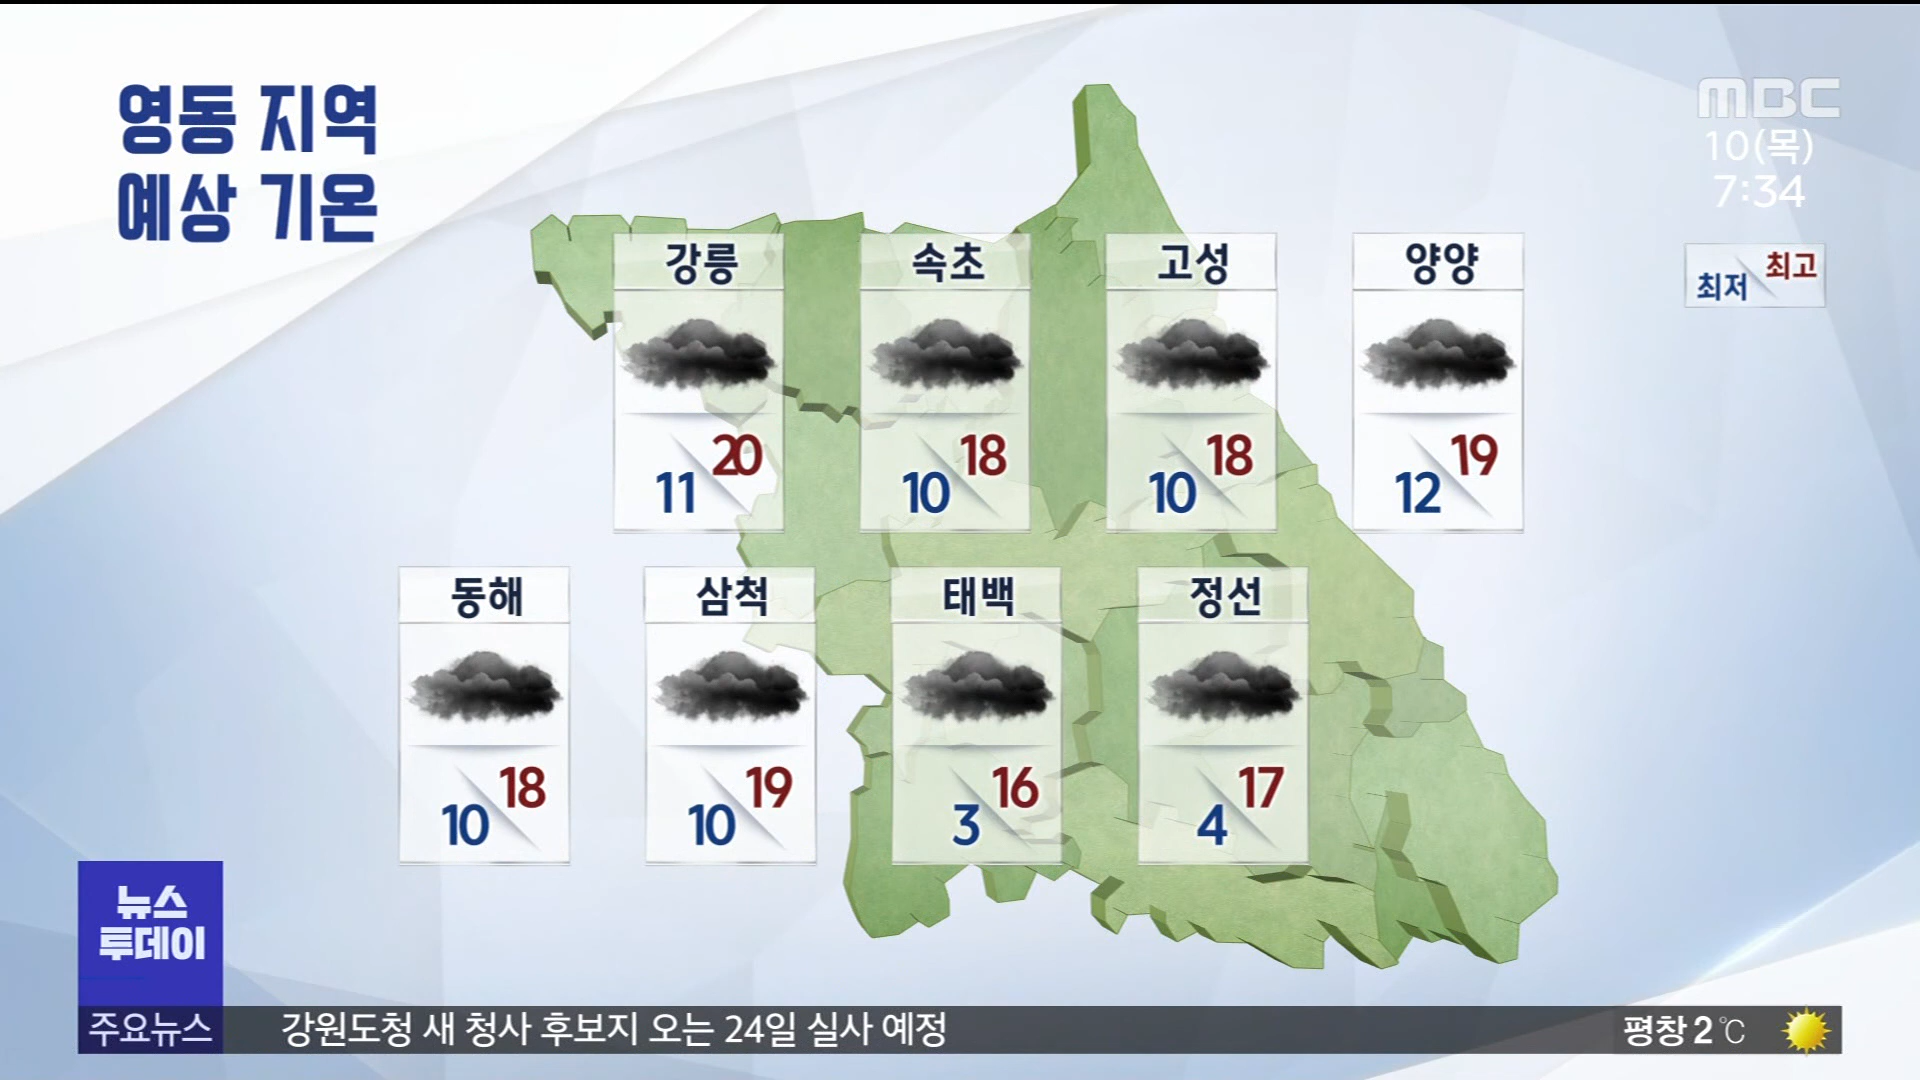 영동 지역
예상 기온
MBC
10(목)
7:34
최저 최고
강릉 속초 고성 양양
11 20 10 18 10 18 12 19
동해 삼척 태백 정선
10 18 10 19 3 16 4 17
뉴스
투데이
주요뉴스 강원도청 새 청사 후보지 오는 24일 실사 예정 평창 2℃